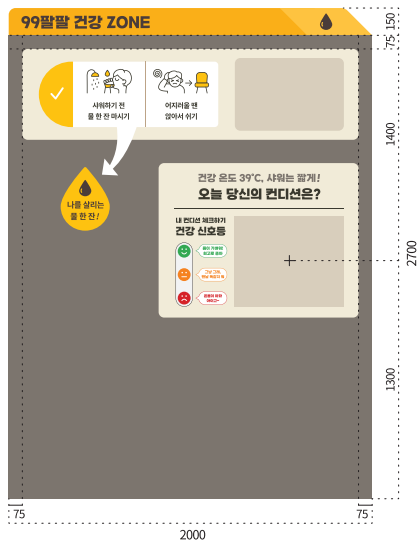 99팔팔 건강 ZONE
150
75
샤워하기 전
물 한 잔 마시기
어지러울 땐
앉아서 쉬기
1400
나를 살리는
물 한 잔!
건강 온도 39℃, 샤워는 짧게!
오늘 당신의 컨디션은?
내 컨디션 체크하기
건강 신호등
2700
1300
75
75
2000